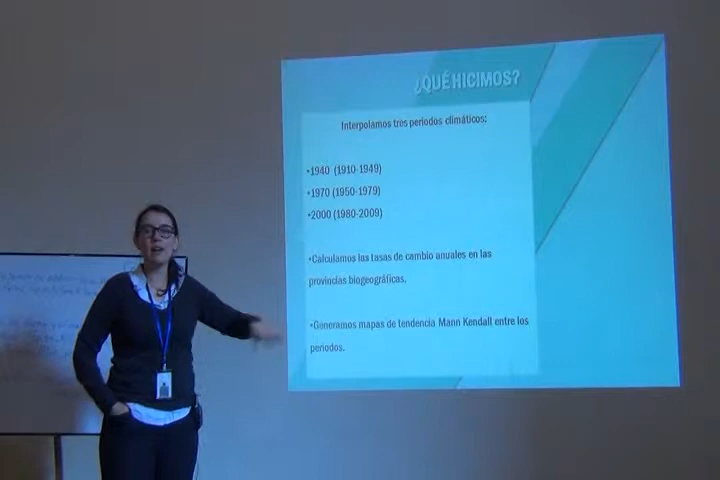 ¿QUÉ HICIMOS?
Interpolamos tres periodos climáticos:
•1940 (1910-1949)
•1970 (1950-1979)
•2000 (1980-2009)
•Calculamos las tasas de cambio anuales en las
provincias biogeográficas.
•Generamos mapas de tendencia Mann Kendall entre los
periodos.